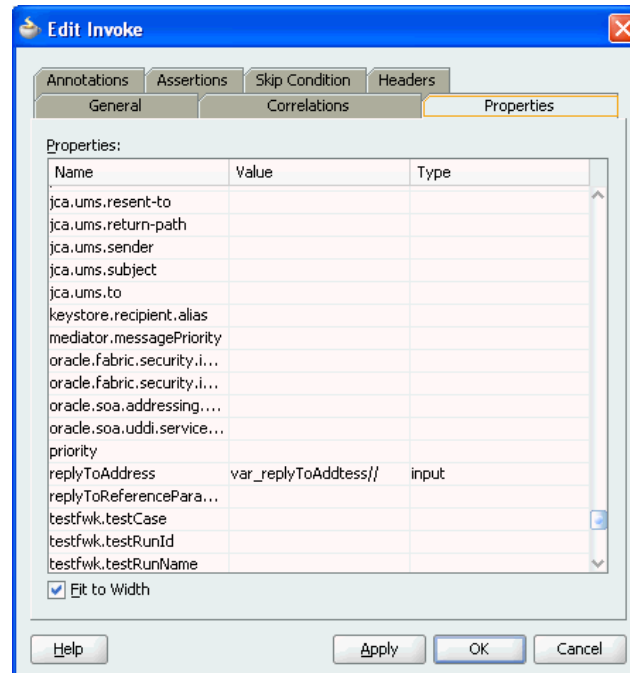 Edit Invoke
Annotations Assertions Skip Condition Headers
General Correlations Properties
Properties:
Name Value Type
jca.ums.resent-to
jca.ums.return-path
jca.ums.sender
jca.ums.subject
jca.ums.to
keystore.recipient.alias
mediator.messagePriority
oracle.fabric.security.i...
oracle.fabric.security.i...
oracle.soa.addressing....
oracle.soa.uddi.service...
priority
replyToAddress var_replyToAddtess// input
replyToReferencePara...
testfwk.testCase
testfwk.testRunId
testfwk.testRunName
Fit to Width
Help Apply OK Cancel